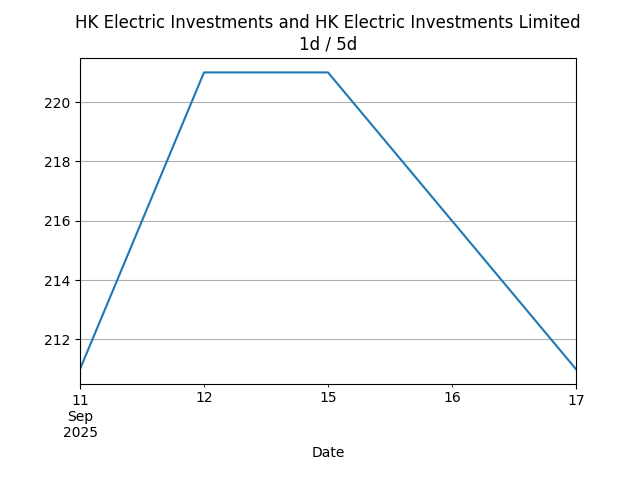 HK Electric Investments and HK Electric Investments Limited
1d / 5d
220
218
216
214
212
11
Sep
2025
12
15
16
17
Date